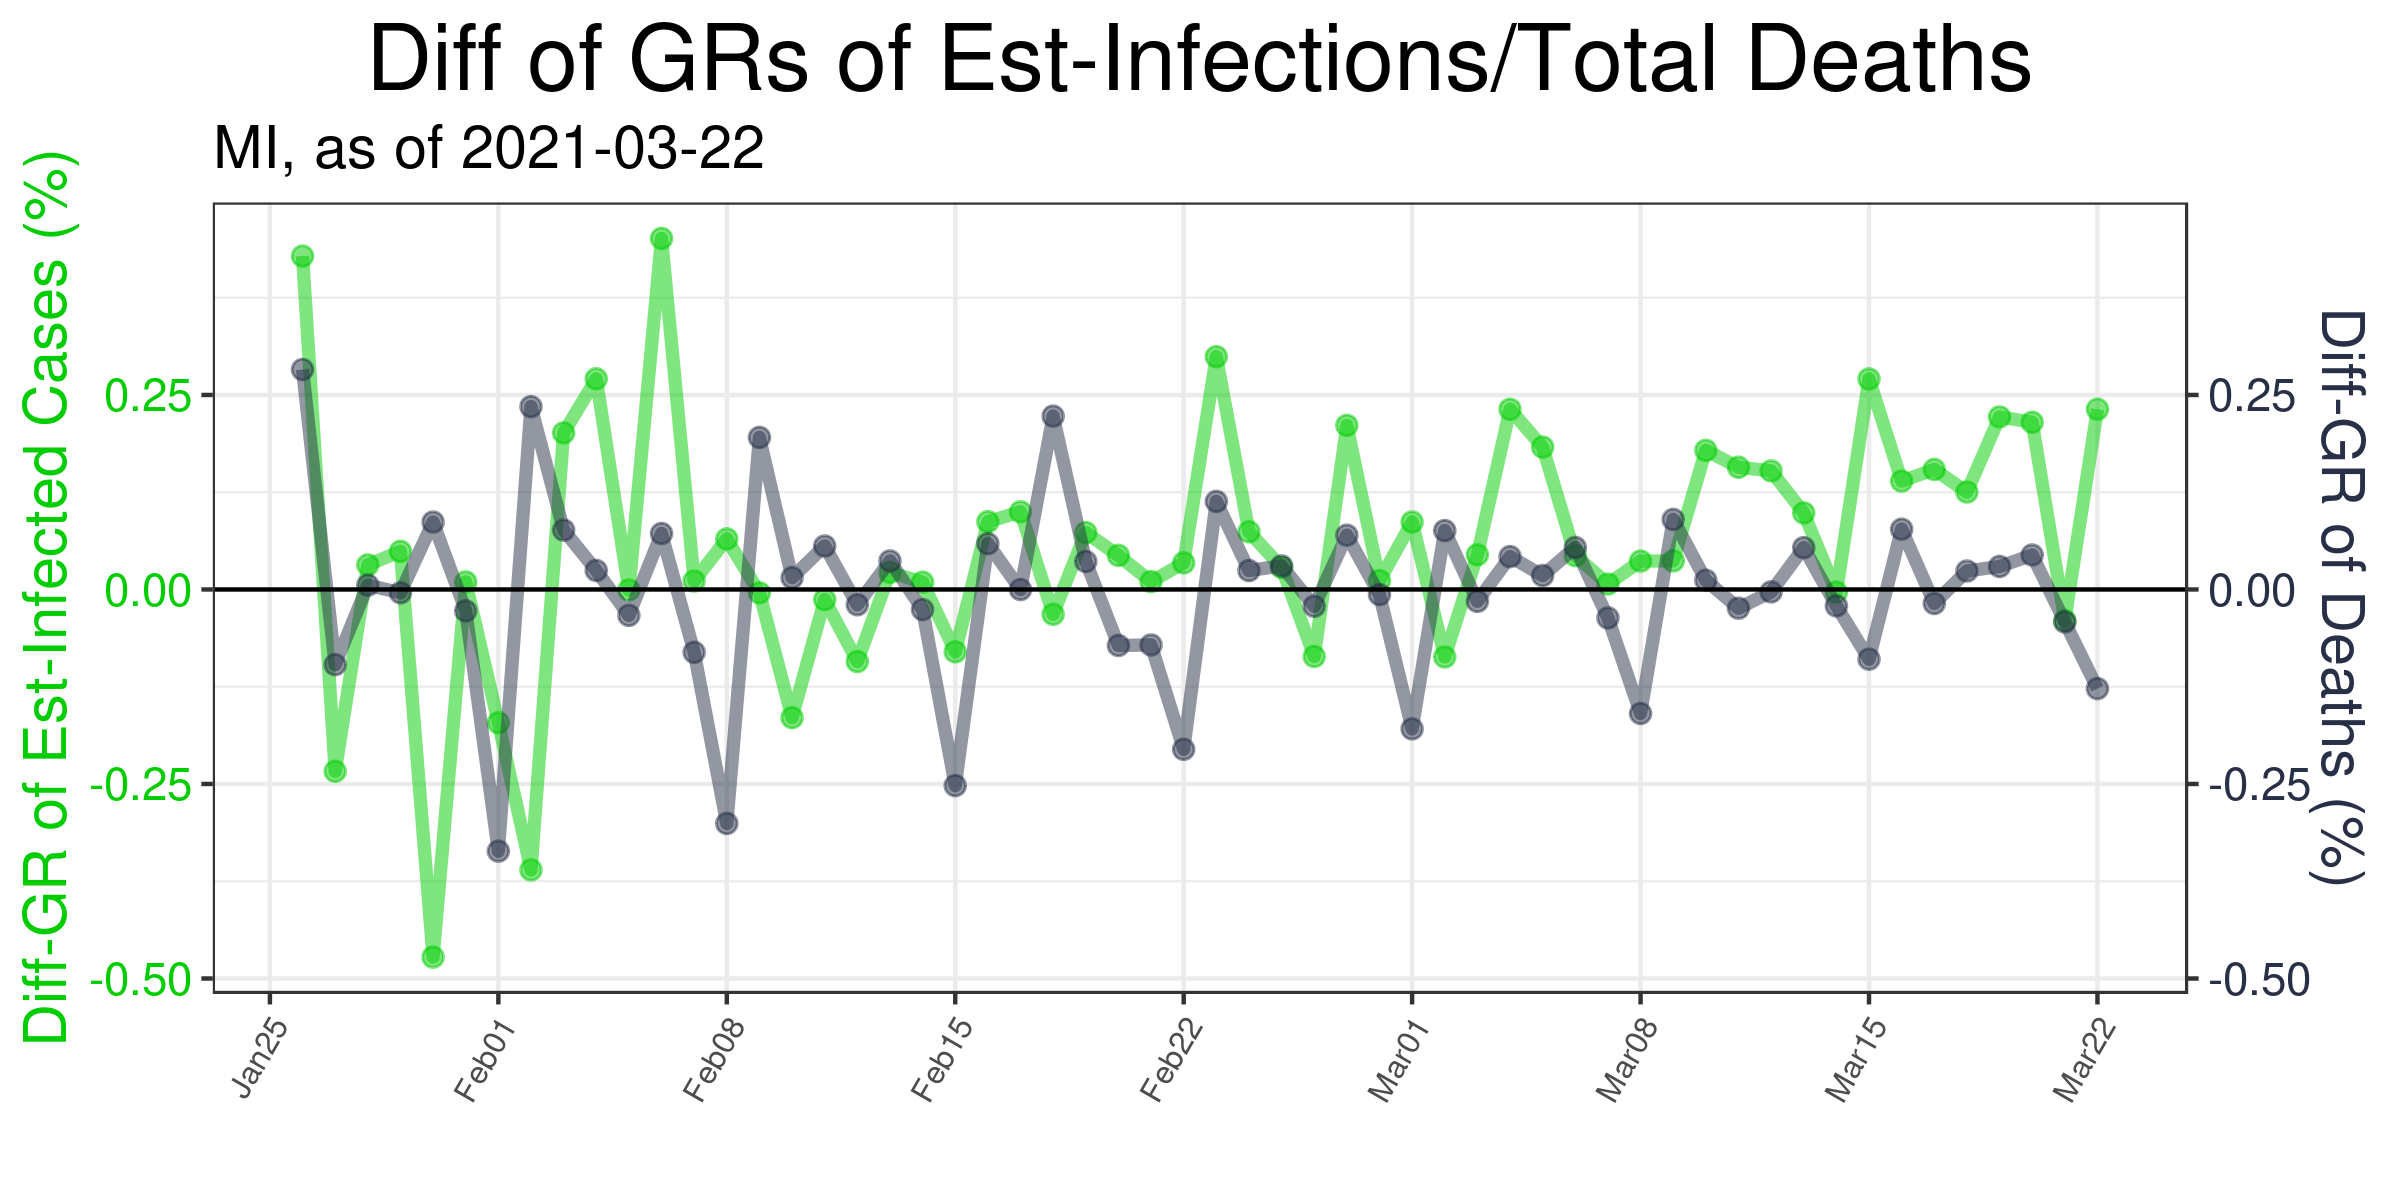 Diff of GRs of Est-Infections/Total Deaths
MI, as of 2021-03-22
Diff-GR of Est-Infected Cases (%)
0.25
0.00
-0.25
-0.50
0.25
0.00
-0.25
-0.50
Diff-GR of Deaths (%)
Jan25
Feb01
Feb08
Feb15
Feb22
Mar01
Mar08
Mar15
Mar22